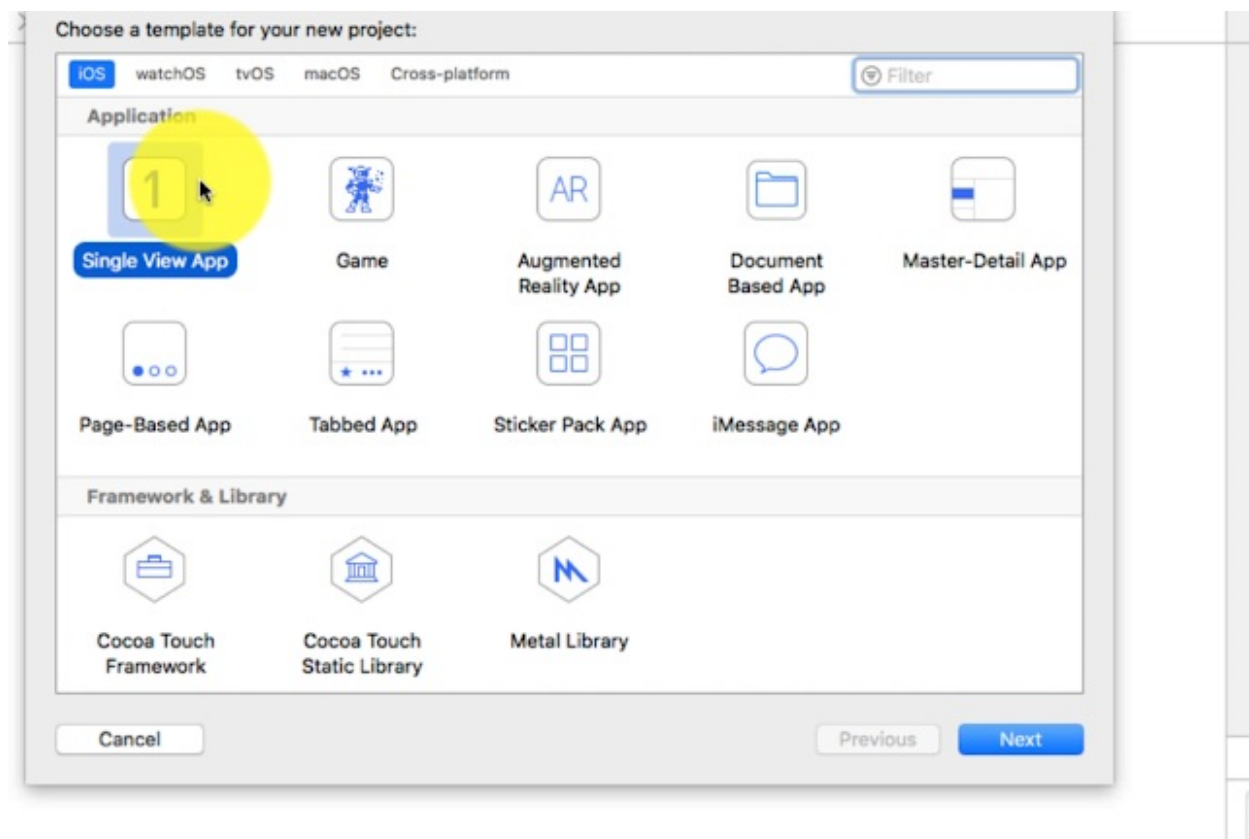 Choose a template for your new project:
iOS watchOS tvOS macOS Cross-platform Filter
Application
1 AR
Single View App Game Augmented Reality App Document Based App Master-Detail App
Page-Based App Tabbed App Sticker Pack App iMessage App
Framework & Library
Cocoa Touch Framework Cocoa Touch Static Library Metal Library
Cancel Previous Next